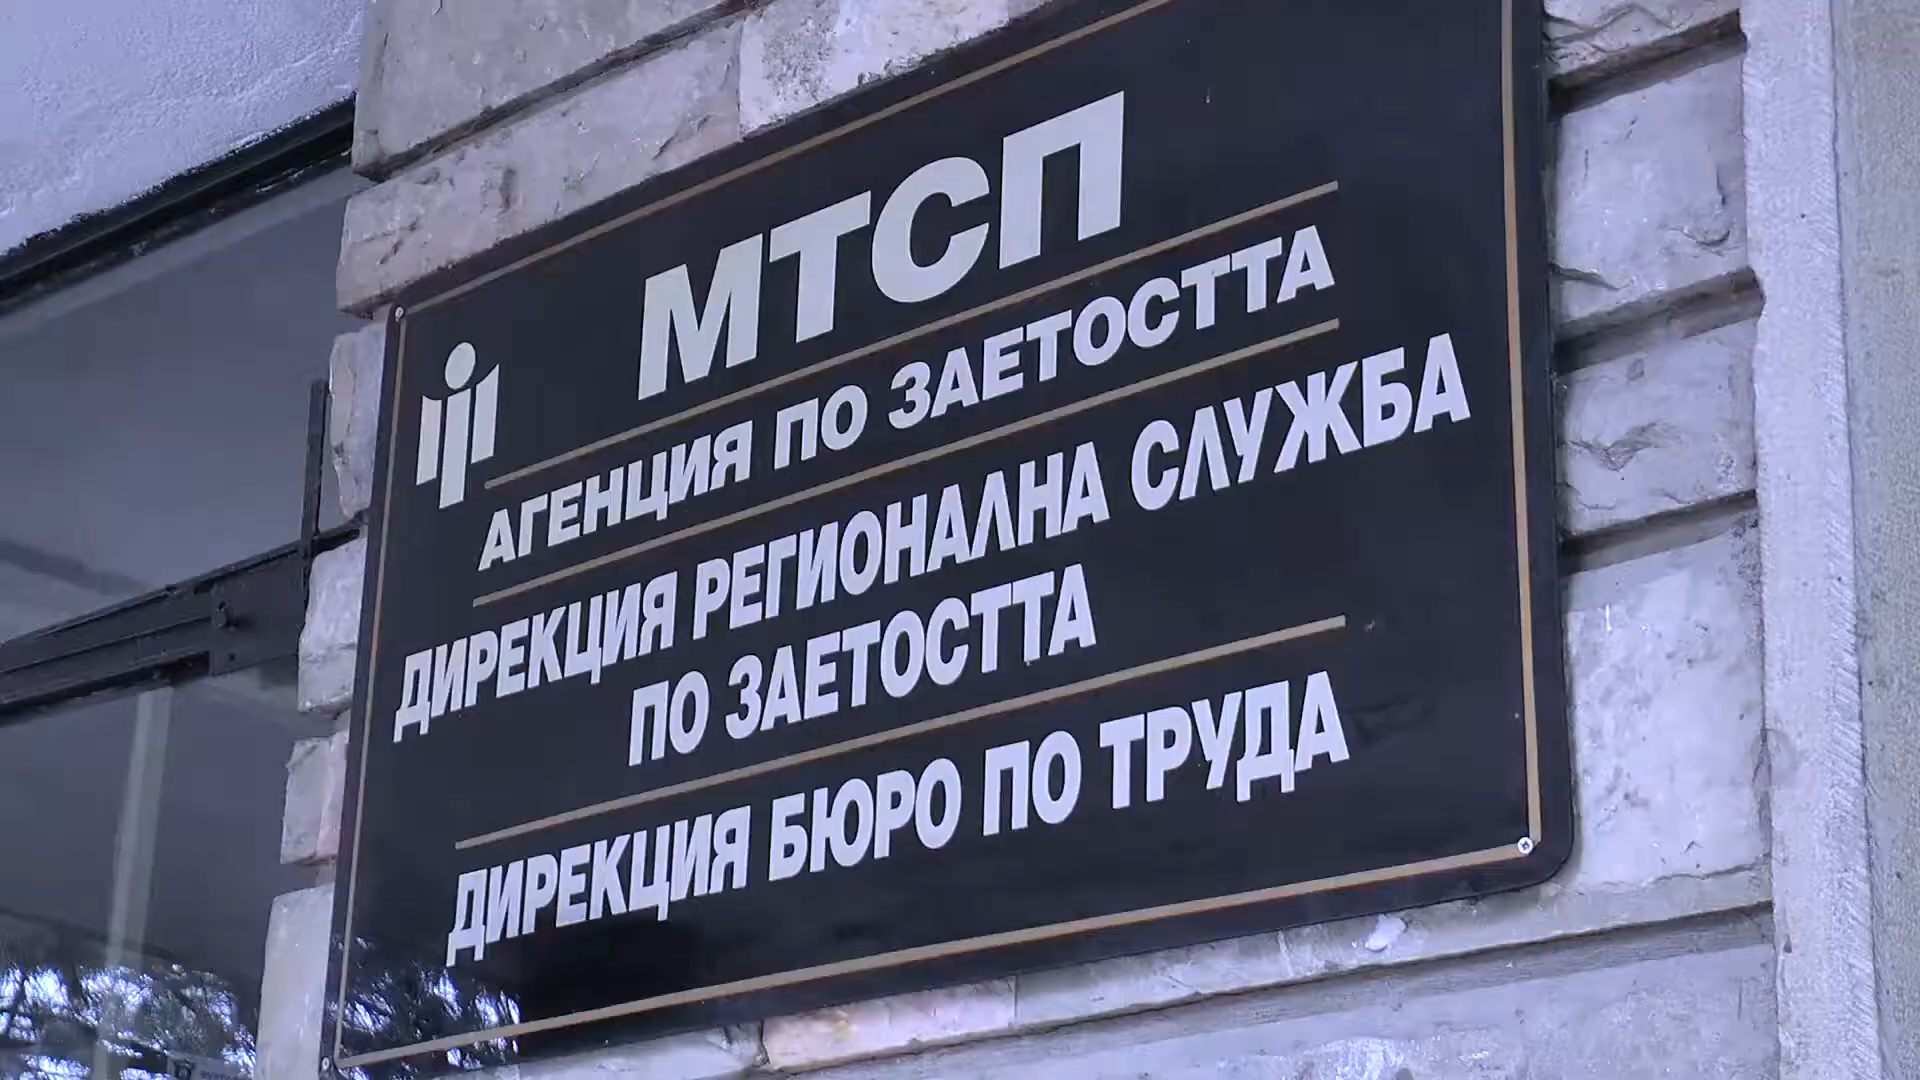 МТСП
АГЕНЦИЯ ПО ЗАЕТОСТТА
ДИРЕКЦИЯ РЕГИОНАЛНА СЛУЖБА
ПО ЗАЕТОСТТА
ДИРЕКЦИЯ БЮРО ПО ТРУДА